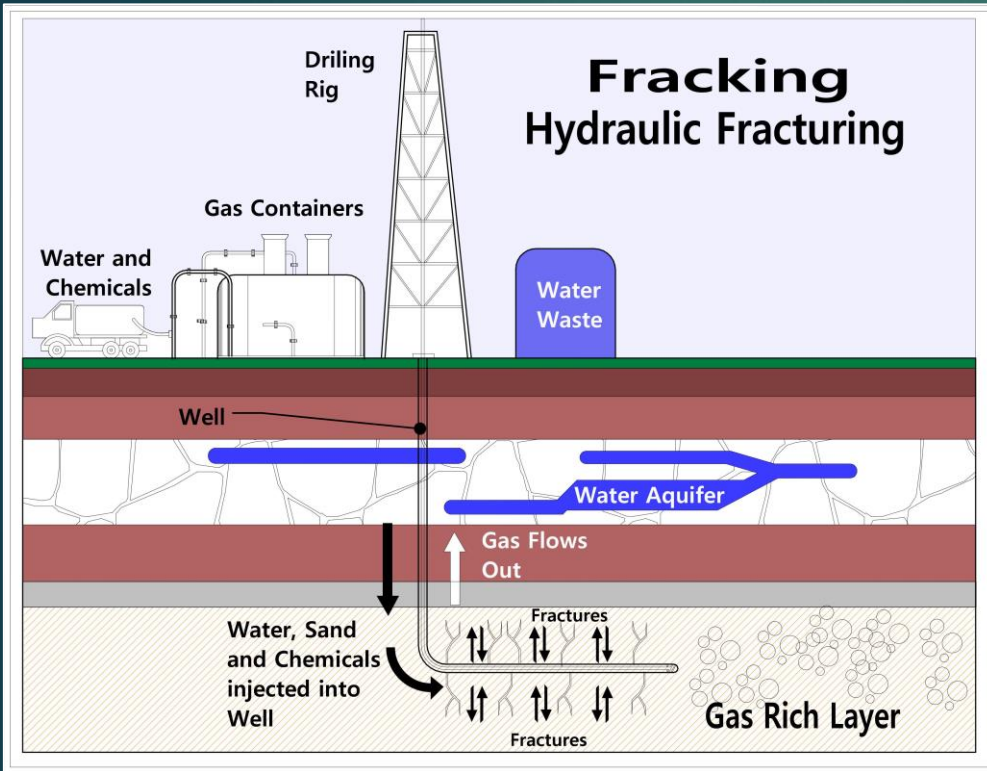 Driling
Rig
Fracking
Hydraulic Fracturing
Gas Containers
Water and
Chemicals
Water
Waste
Well
Water Aquifer
Gas Flows
Out
Fractures
Water, Sand
and Chemicals
injected into
Well
Gas Rich Layer
Fractures